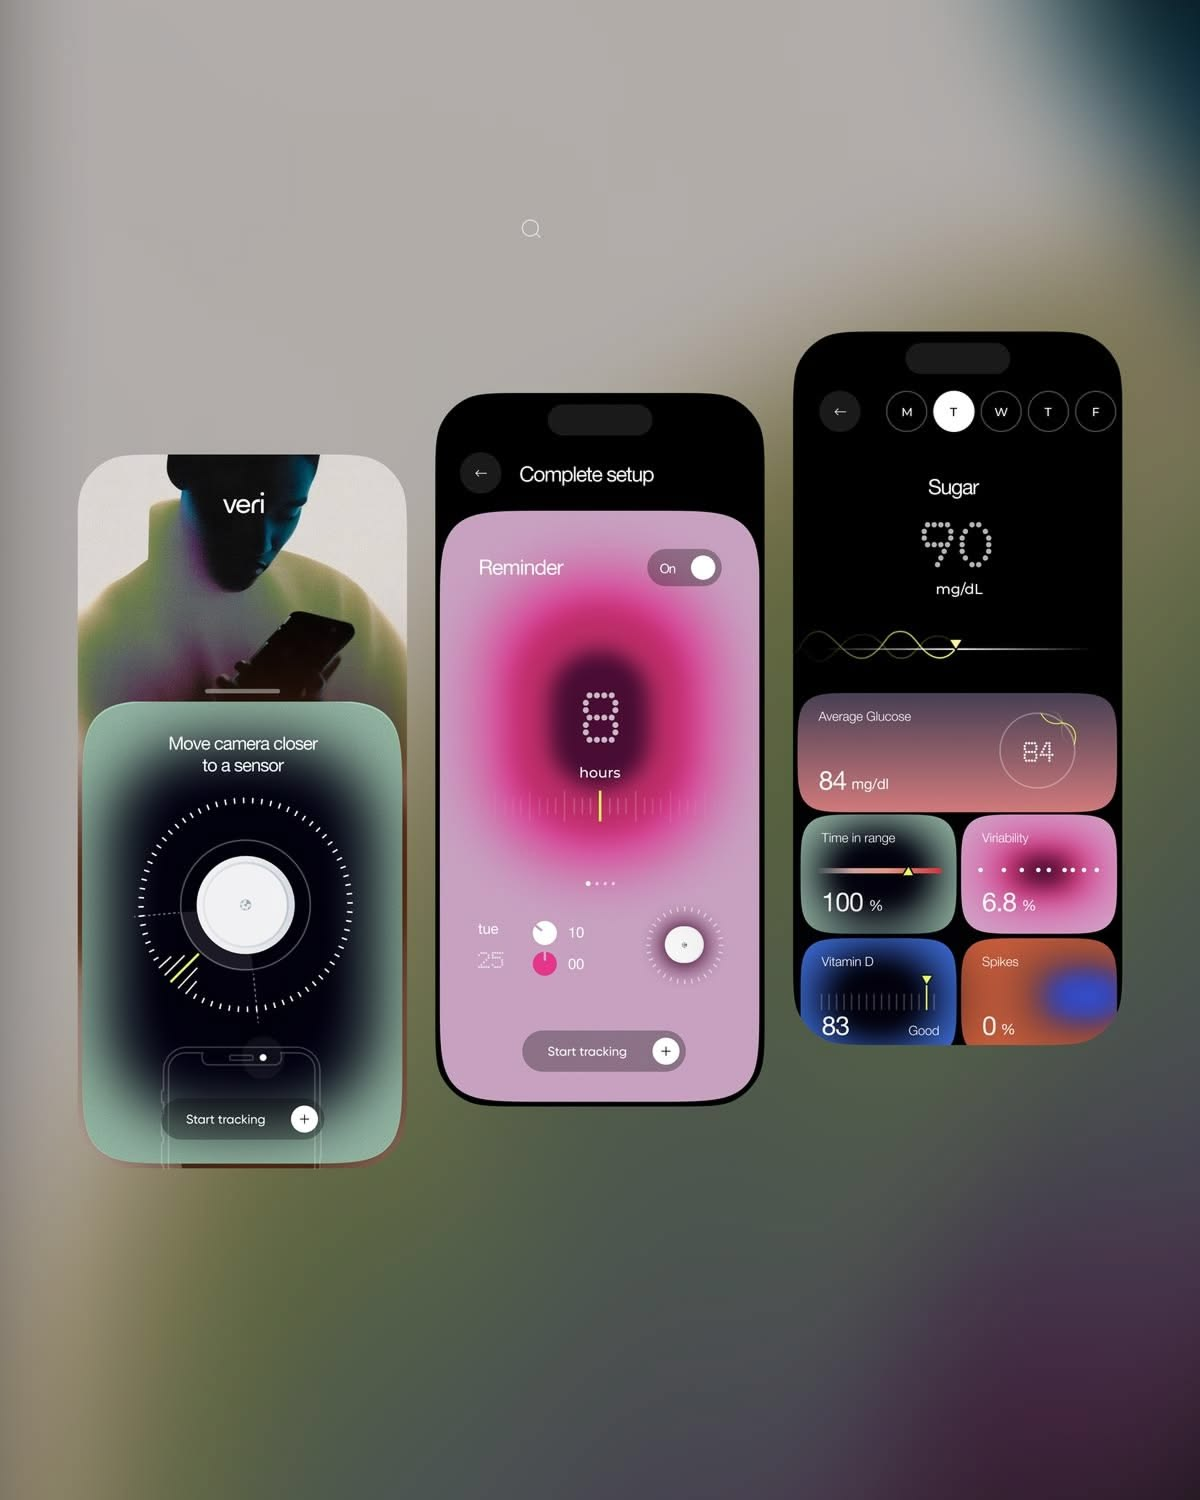 veri
Move camera closer
to a sensor
Start tracking
Complete setup
Reminder
On
8
hours
tue
25
10
00
Start tracking
M T W T F
Sugar
90
mg/dL
Average Glucose
84
84 mg/dl
Time in range
100 %
Viriability
6.8 %
Vitamin D
83
Good
Spikes
0 %